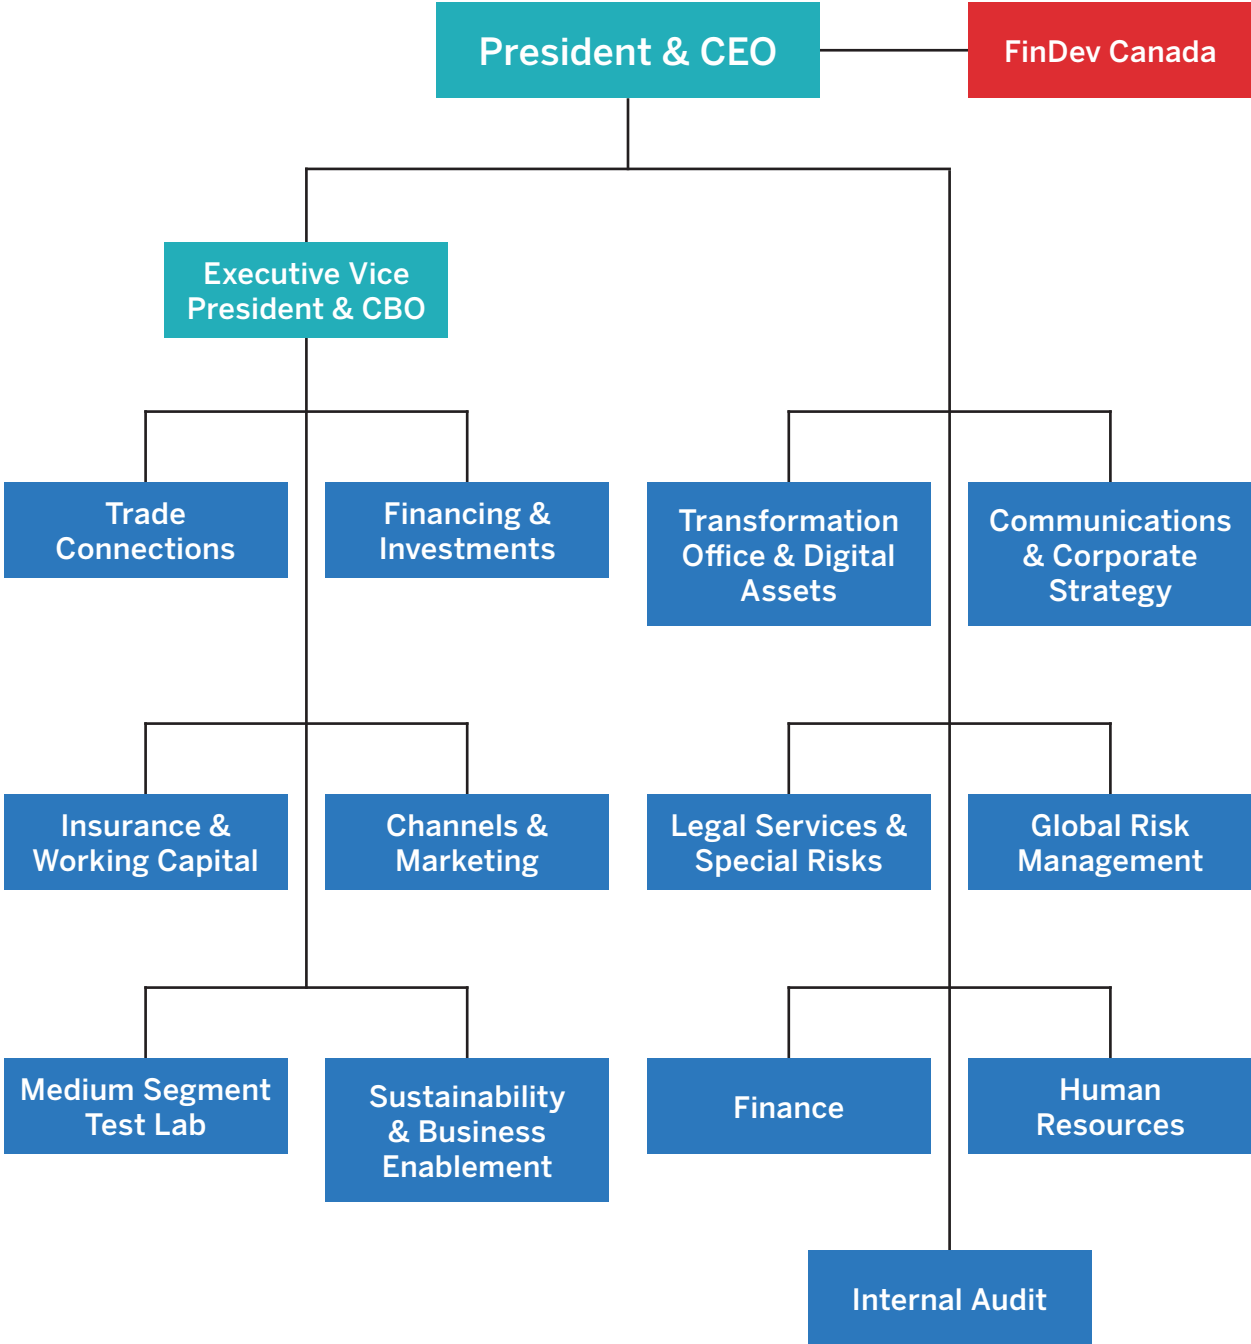 President & CEO
FinDev Canada
Executive Vice
President & CBO
Trade
Connections
Financing &
Investments
Transformation
Office & Digital
Assets
Communications
& Corporate
Strategy
Insurance &
Working Capital
Channels &
Marketing
Legal Services &
Special Risks
Global Risk
Management
Medium Segment
Test Lab
Sustainability
& Business
Enablement
Finance
Human
Resources
Internal Audit